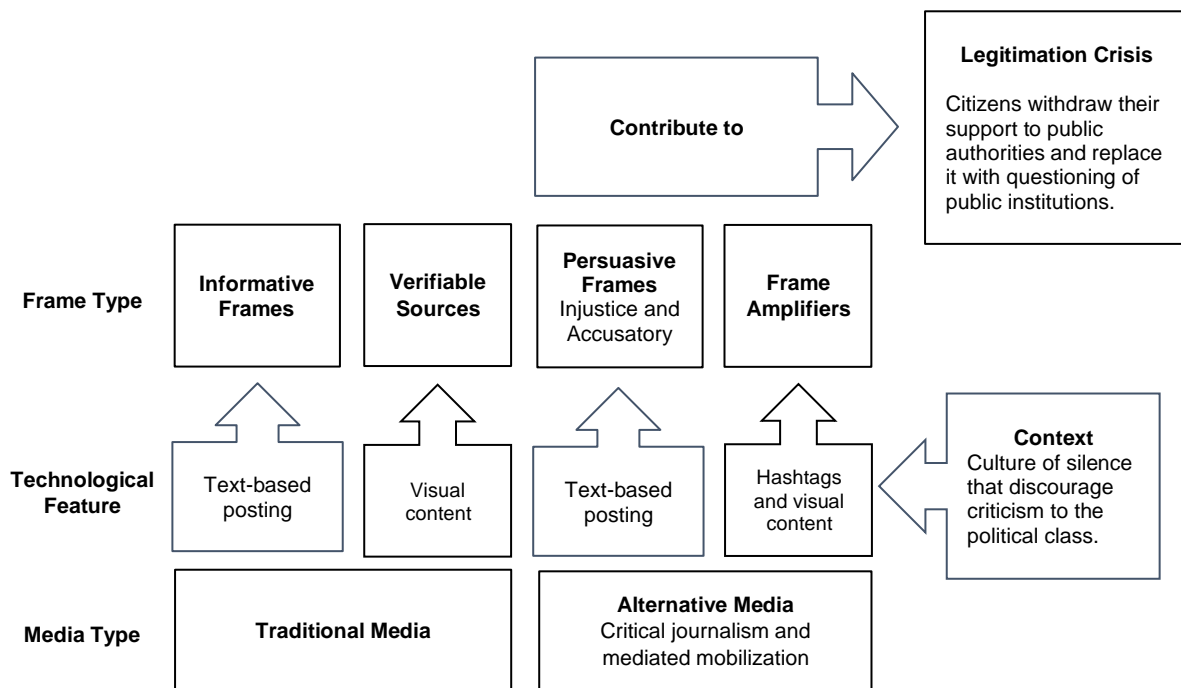 Legitimation Crisis
Citizens withdraw their
support to public
authorities and replace
it with questioning of
public institutions.
Contribute to
Frame Type
Informative
Frames
Verifiable
Sources
Persuasive
Frames
Injustice and
Accusatory
Frame
Amplifiers
Technological
Feature
Text-based
posting
Visual
content
Text-based
posting
Hashtags
and visual
content
Context
Culture of silence
that discourage
criticism to the
political class.
Media Type
Traditional Media
Alternative Media
Critical journalism and
mediated mobilization